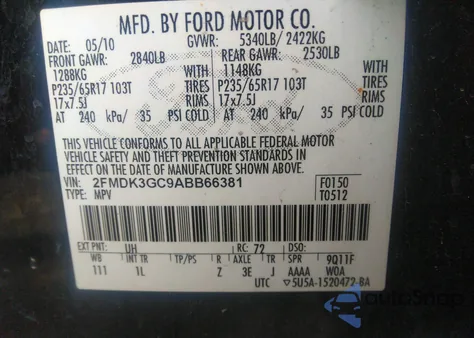 MFD. BY FORD MOTOR CO.
DATE: 05/10 GVWR: 5340LB/ 2422KG
FRONT GAWR: 2840LB REAR GAWR: 2530LB
1288KG WITH 1148KG WITH
P235/65R17 103T TIRES P235/65R17 103T TIRES
17x7.5J RIMS 17x7.5J RIMS
AT 240 kPa/ 35 PSI COLD AT 240 kPa/ 35 PSI COLD
THIS VEHICLE CONFORMS TO ALL APPLICABLE FEDERAL MOTOR
VEHICLE SAFETY AND THEFT PREVENTION STANDARDS IN EFFECT ON THE DATE OF
MANUFACTURE SHOWN ABOVE.
VIN: 2FMDK3GC9ABB66381 F0150
TYPE: MPV T0512
EXT PNT: UH RC: 72 DSO:
WB INT TR TP/PS R AXLE TR SPR 9Q11F
111 1L Z 3E J AAAA WOA
UTC ▽5U5A-1520472-BA
Ford
autoSnap